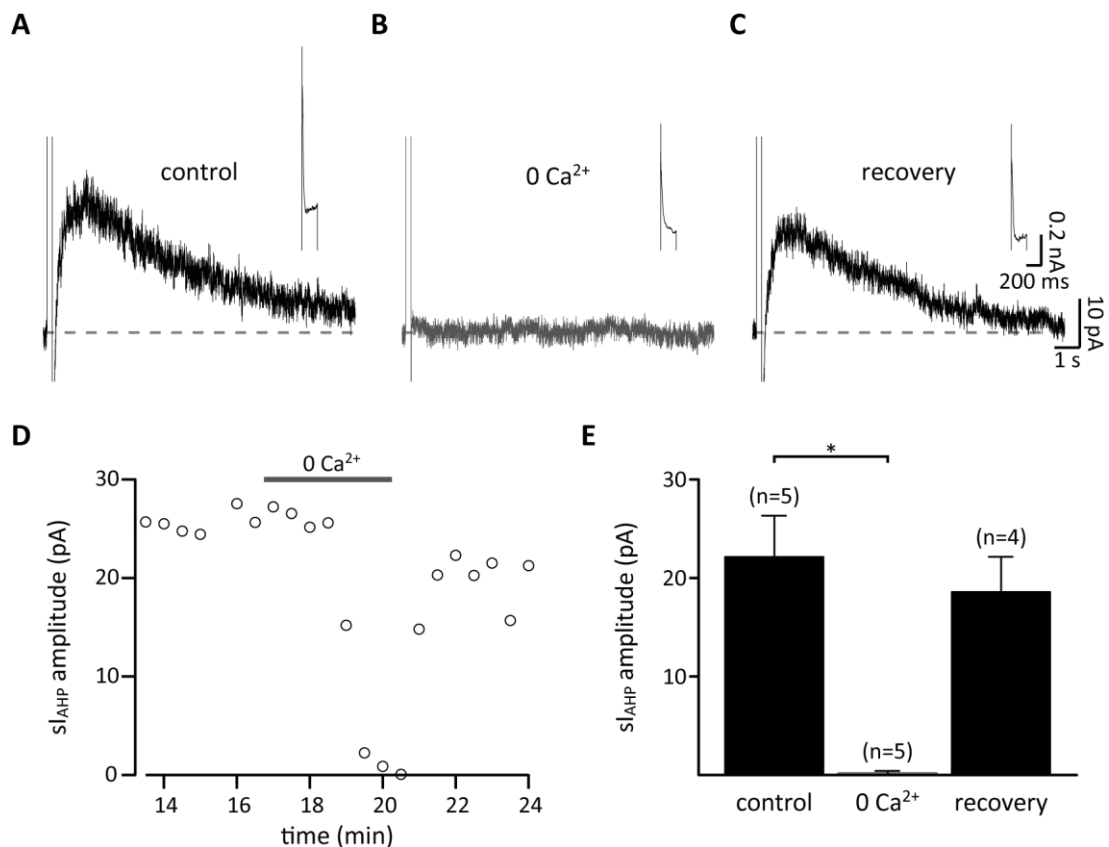 A
B
C
control
0 Ca²⁺
recovery
0.2 nA
200 ms
10 pA
1 s
D
0 Ca²⁺
30
20
10
0
sI_AHP amplitude (pA)
14 16 18 20 22 24
time (min)
E
*
(n=5)
(n=5)
(n=4)
30
20
10
sI_AHP amplitude (pA)
control 0 Ca²⁺ recovery